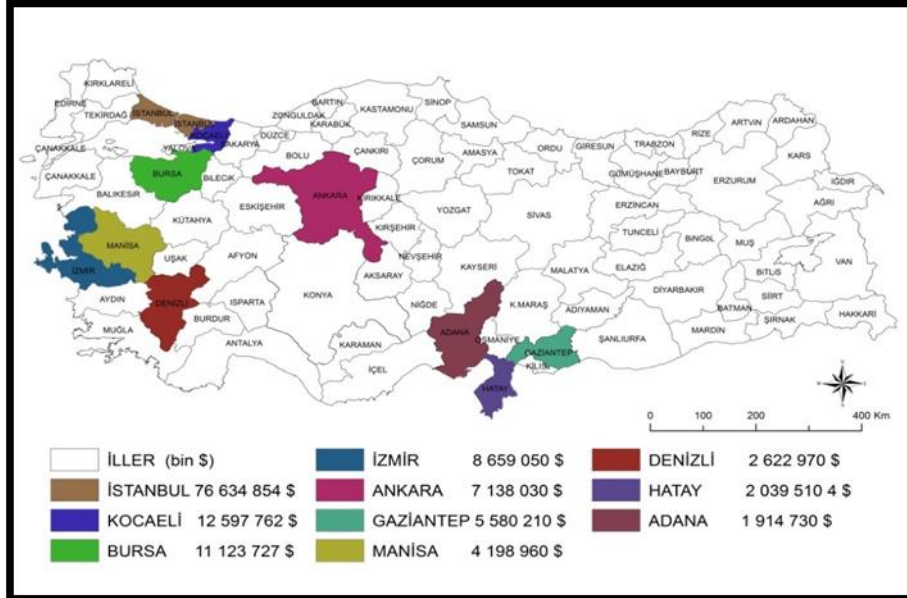 KIRKLARELİ
EDİRNE
TEKİRDAĞ
İSTANBUL
İSTANBUL
KOCAELİ
YALOVA
SAKARYA
DÜZCE
ZONGULDAK
BARTIN
KARABÜK
KASTAMONU
SİNOP
SAMSUN
ORDU
GİRESUN
TRABZON
RİZE
ARTVİN
ARDAHAN
KARS
ÇANAKKALE
ÇANAKKALE
BALIKESİR
BURSA
BİLECİK
BOLU
ÇANKIRI
ÇORUM
AMASYA
TOKAT
GÜMÜŞHANE
BAYBURT
ERZURUM
IĞDIR
AĞRI
ESKİŞEHİR
ANKARA
KIRIKKALE
YOZGAT
SİVAS
ERZİNCAN
KÜTAHYA
MANİSA
İZMİR
UŞAK
AFYON
KIRŞEHİR
NEVŞEHİR
KAYSERİ
MALATYA
TUNCELİ
ELAZIĞ
BİNGÖL
MUŞ
BİTLİS
VAN
AYDIN
DENİZLİ
ISPARTA
BURDUR
KONYA
AKSARAY
NİĞDE
K.MARAŞ
ADIYAMAN
DİYARBAKIR
BATMAN
SİİRT
ŞIRNAK
HAKKARİ
MUĞLA
ANTALYA
KARAMAN
İÇEL
ADANA
OSMANİYE
GAZİANTEP
KİLİS
HATAY
ŞANLIURFA
MARDİN
0 100 200 400 Km
İLLER (bin $)
İSTANBUL 76 634 854 $
KOCAELİ 12 597 762 $
BURSA 11 123 727 $
İZMİR 8 659 050 $
ANKARA 7 138 030 $
GAZİANTEP 5 580 210 $
MANİSA 4 198 960 $
DENİZLİ 2 622 970 $
HATAY 2 039 510 4 $
ADANA 1 914 730 $